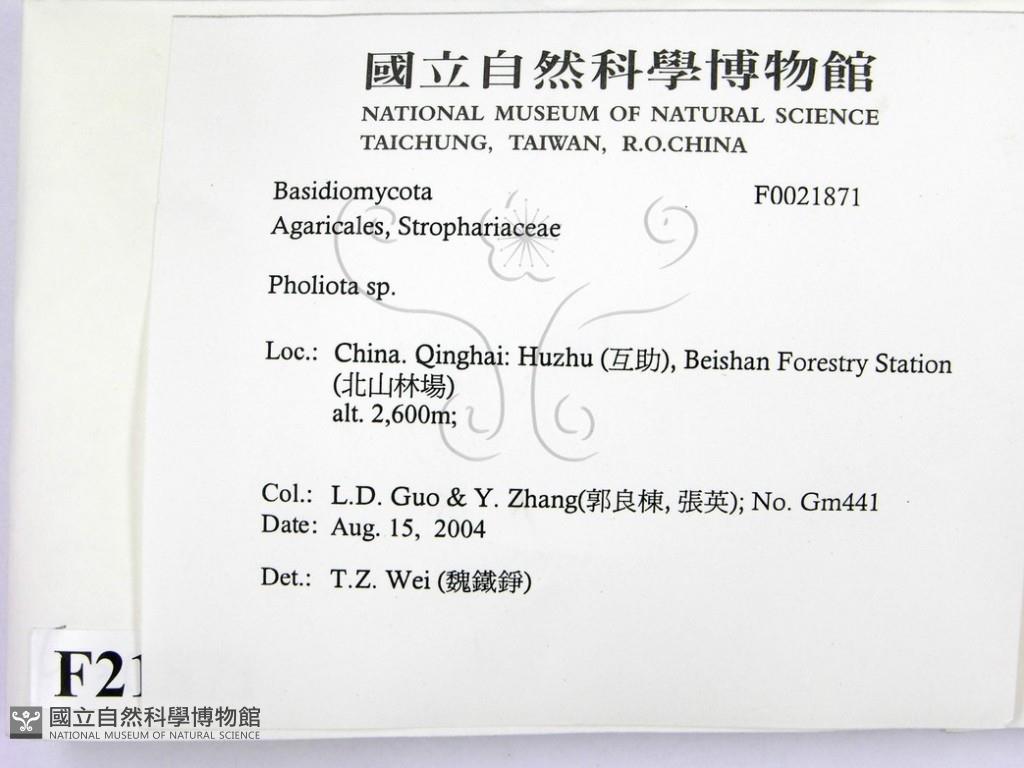 國立自然科學博物館
NATIONAL MUSEUM OF NATURAL SCIENCE
TAICHUNG, TAIWAN, R.O.CHINA
Basidiomycota F0021871
Agaricales, Strophariaceae
Pholiota sp.
Loc.: China. Qinghai: Huzhu (互助), Beishan Forestry Station
(北山林場)
alt. 2,600m;
Col.: L.D. Guo & Y. Zhang(郭良棟, 張英); No. Gm441
Date: Aug. 15, 2004
Det.: T.Z. Wei (魏鐵錚)
F21
國立自然科學博物館
NATIONAL MUSEUM OF NATURAL SCIENCE